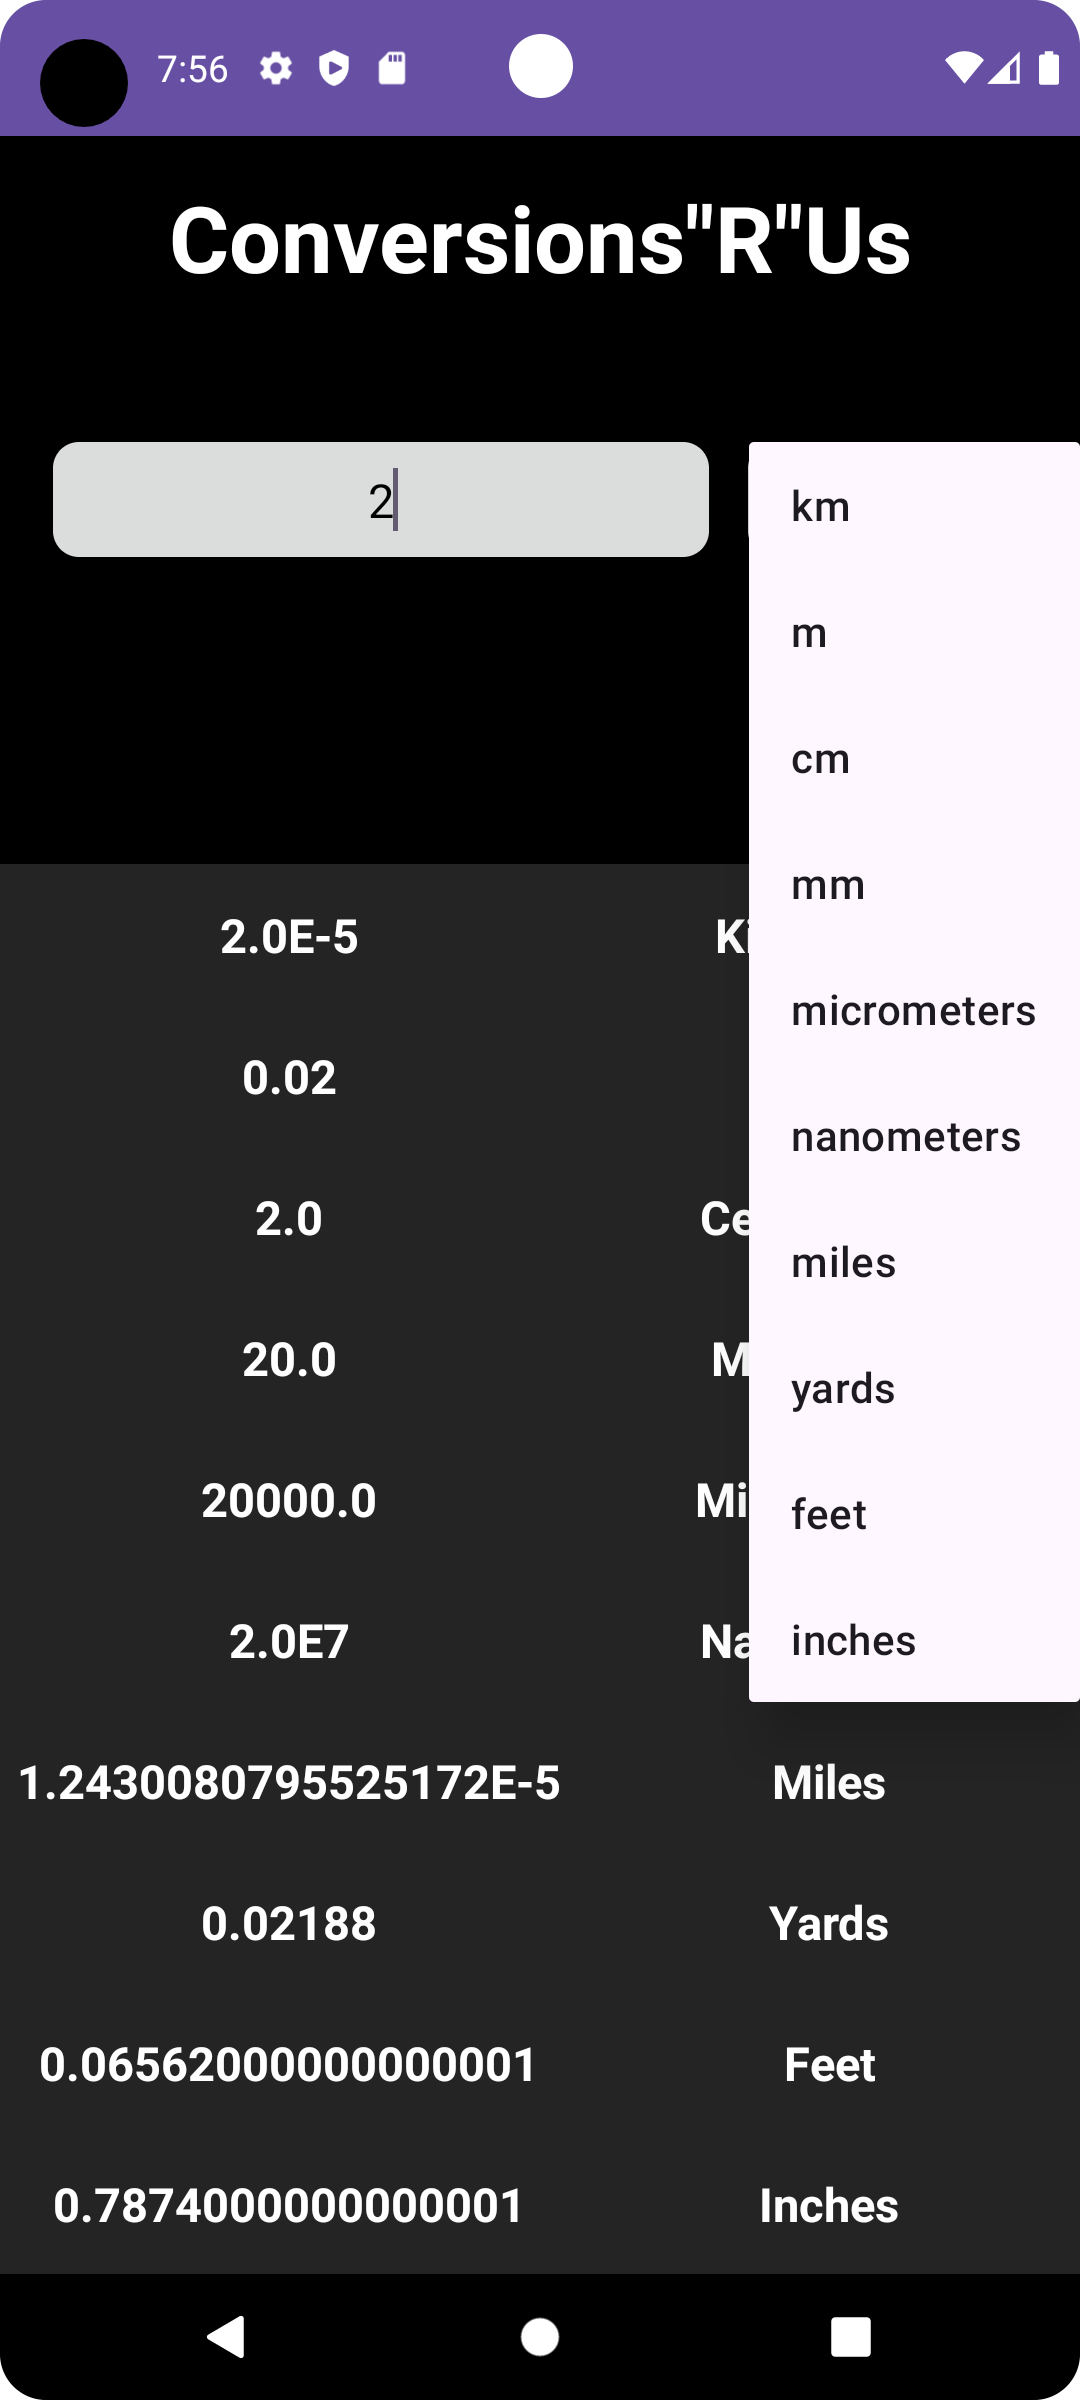 7:56
Conversions"R"Us
2
km
m
cm
mm
micrometers
nanometers
miles
yards
feet
inches
2.0E-5 Ki
0.02
2.0 Ce
20.0 M
20000.0 Mi
2.0E7 Na
1.2430080795525172E-5 Miles
0.02188 Yards
0.06562000000000001 Feet
0.7874000000000001 Inches